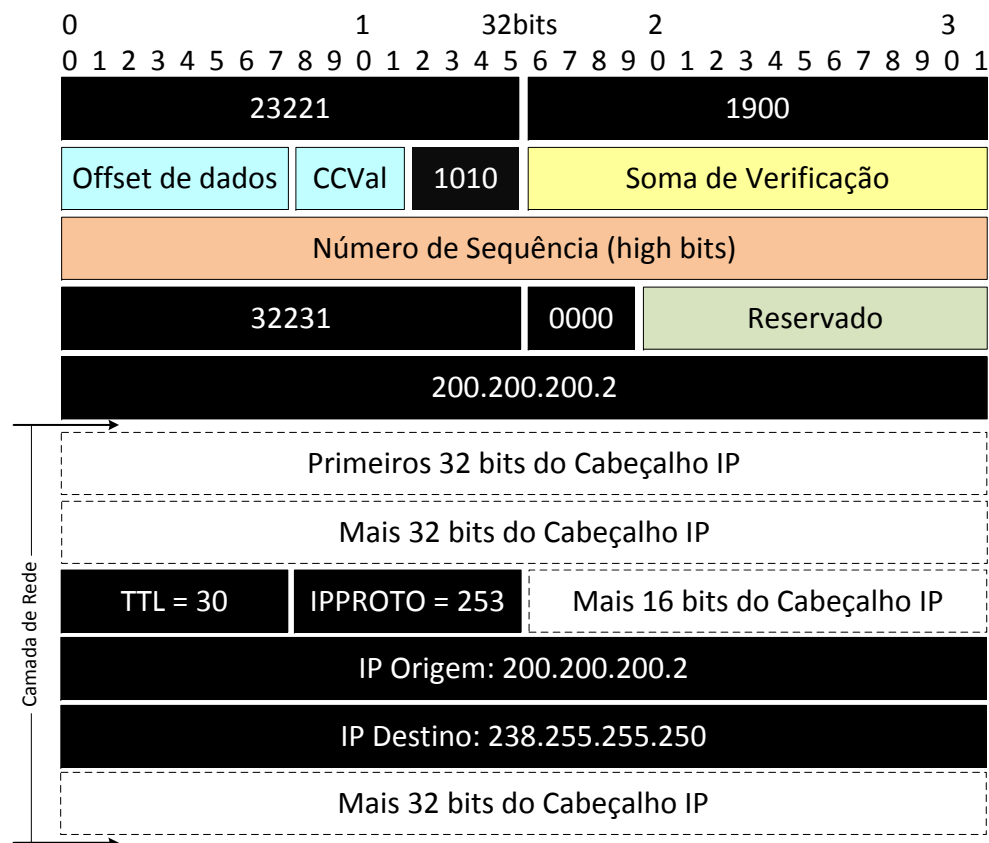 0 1 32bits 2 3
0 1 2 3 4 5 6 7 8 9 0 1 2 3 4 5 6 7 8 9 0 1 2 3 4 5 6 7 8 9 0 1
23221 1900
Offset de dados CCVal 1010 Soma de Verificação
Número de Sequência (high bits)
32231 0000 Reservado
200.200.200.2
Primeiros 32 bits do Cabeçalho IP
Mais 32 bits do Cabeçalho IP
TTL = 30 IPPROTO = 253 Mais 16 bits do Cabeçalho IP
IP Origem: 200.200.200.2
IP Destino: 238.255.255.250
Mais 32 bits do Cabeçalho IP
Camada de Rede